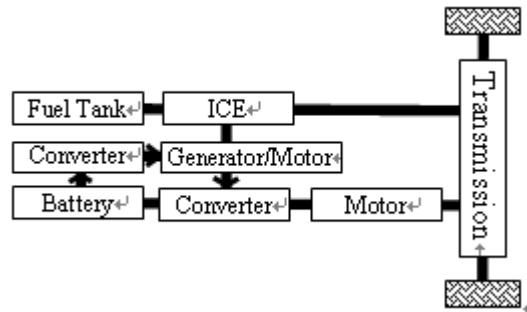 Fuel Tank
ICE
Converter
Generator/Motor
Battery
Converter
Motor
Transmission